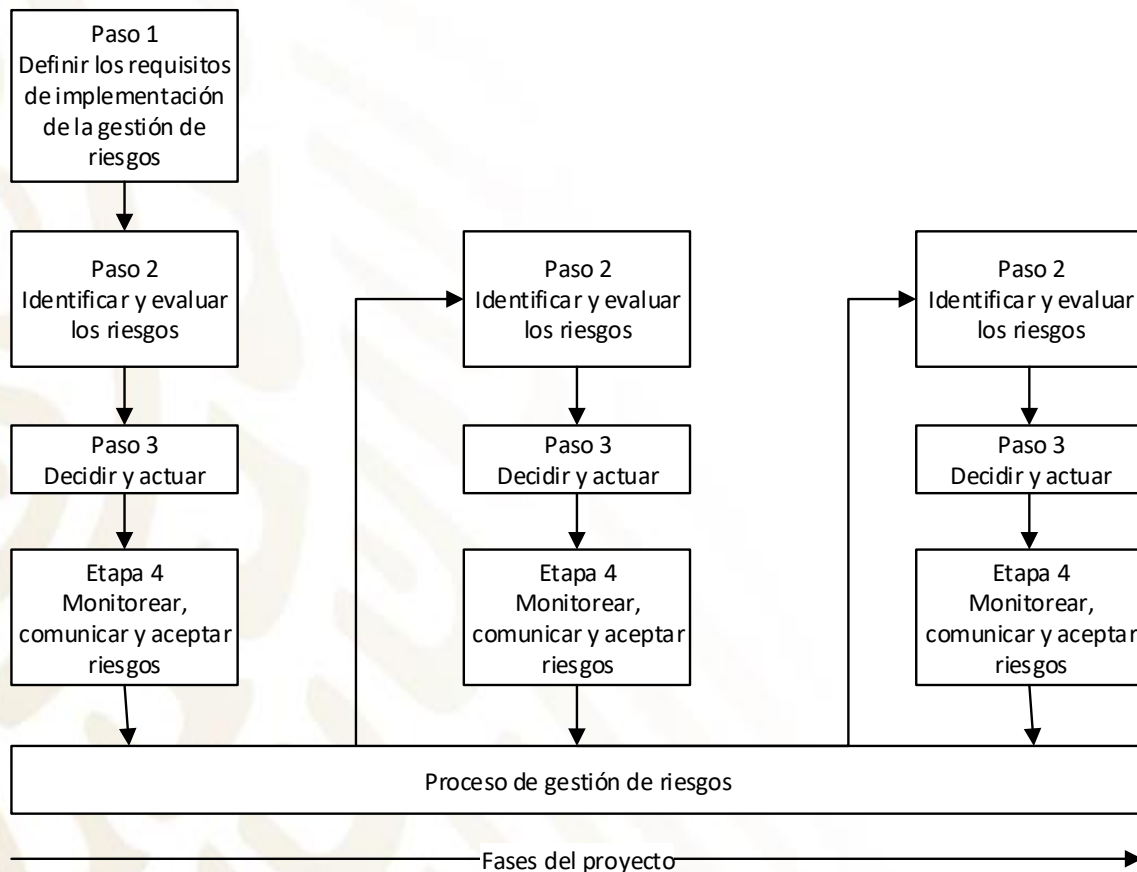 Paso 1
Definir los requisitos
de implementación
de la gestión de
riesgos
Paso 2
Identificar y evaluar
los riesgos
Paso 2
Identificar y evaluar
los riesgos
Paso 2
Identificar y evaluar
los riesgos
Paso 3
Decidir y actuar
Paso 3
Decidir y actuar
Paso 3
Decidir y actuar
Etapa 4
Monitorear,
comunicar y aceptar
riesgos
Etapa 4
Monitorear,
comunicar y aceptar
riesgos
Etapa 4
Monitorear,
comunicar y aceptar
riesgos
Proceso de gestión de riesgos
Fases del proyecto